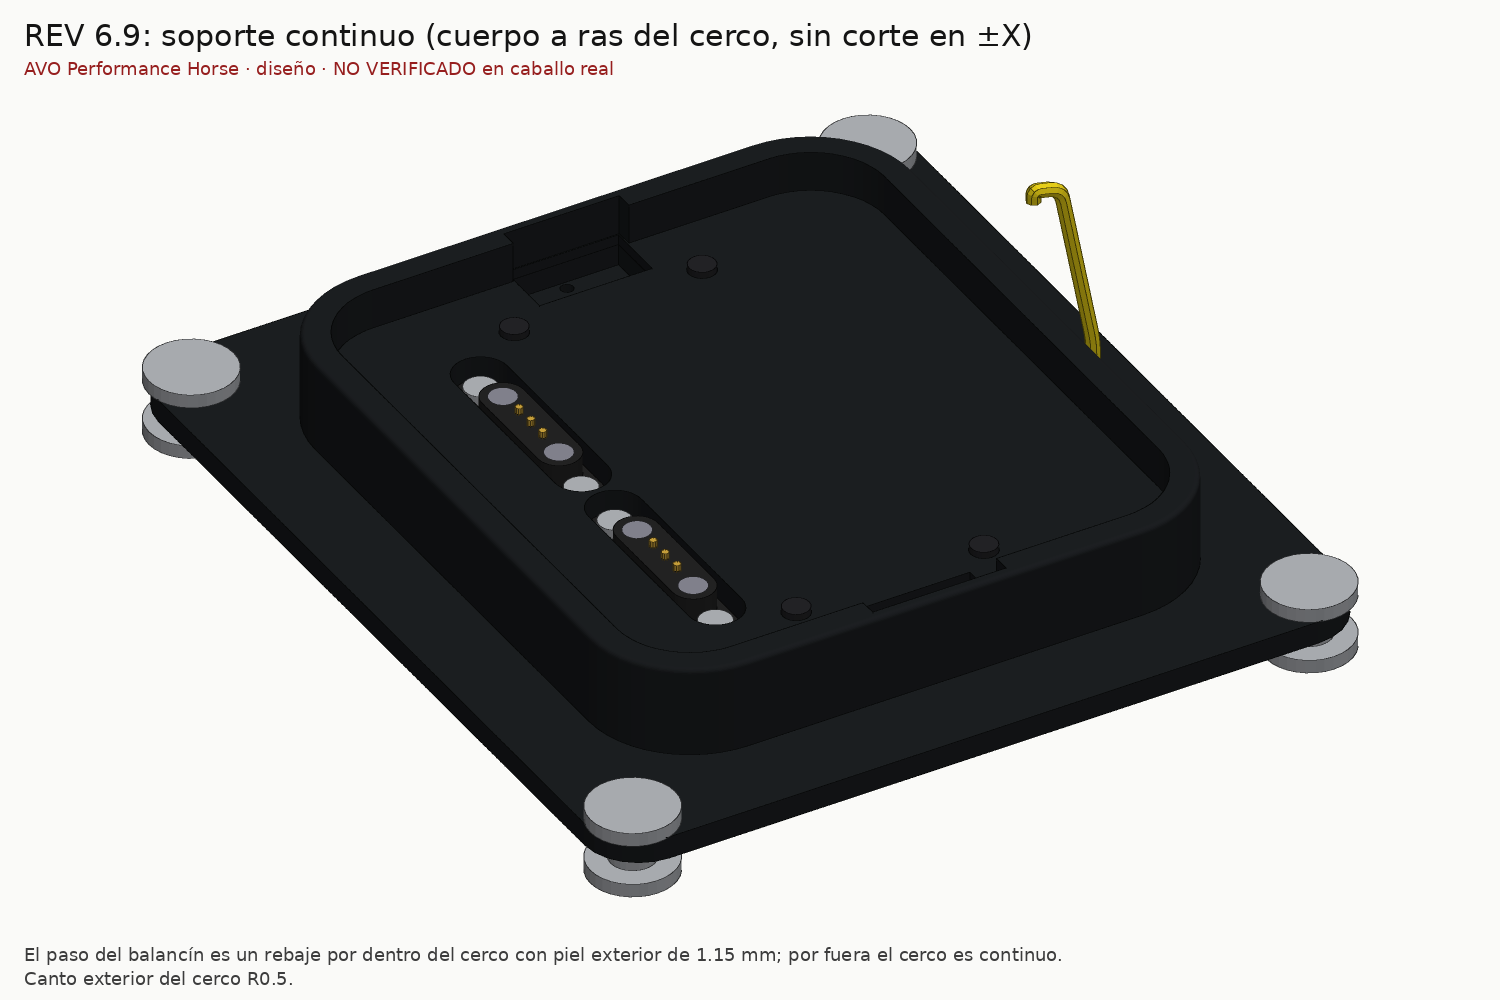 REV 6.9: soporte continuo (cuerpo a ras del cerco, sin corte en ±X)
AVO Performance Horse · diseño · NO VERIFICADO en caballo real
El paso del balancín es un rebaje por dentro del cerco con piel exterior de 1.15 mm; por fuera el cerco es continuo.
Canto exterior del cerco R0.5.